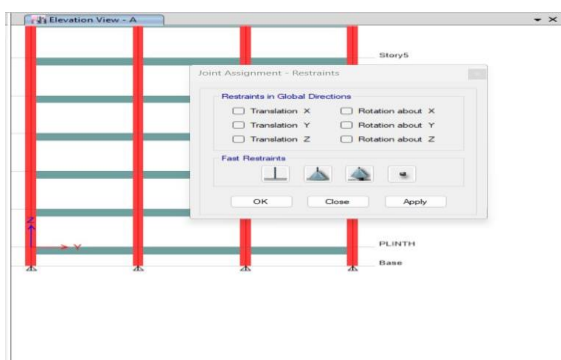 Elevation View - A
Story5
Joint Assignment - Restraints
Restraints in Global Directions
Translation X
Rotation about X
Translation Y
Rotation about Y
Translation Z
Rotation about Z
Fast Restraints
OK
Close
Apply
Z
Y
PLINTH
Base